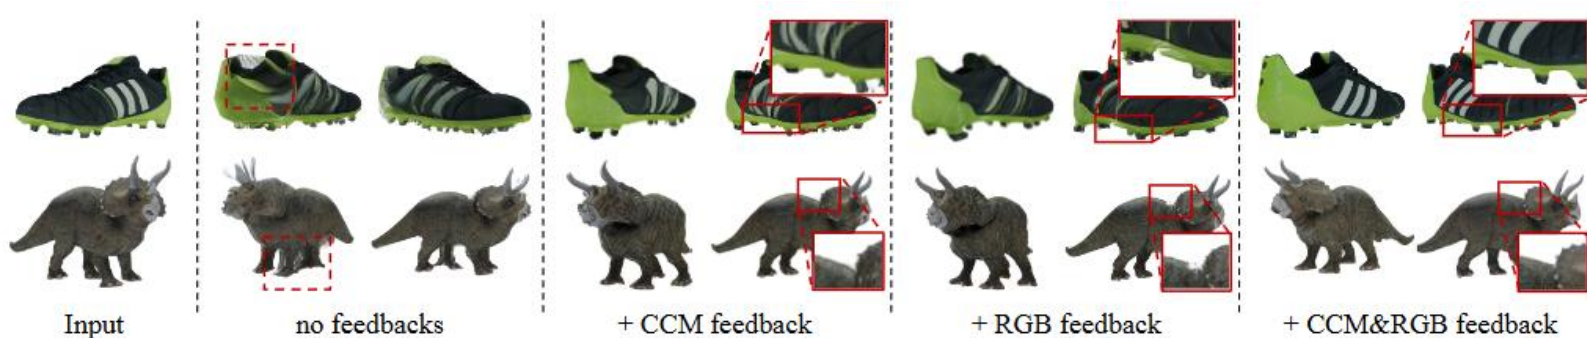 Input
no feedbacks
+ CCM feedback
+ RGB feedback
+ CCM&RGB feedback